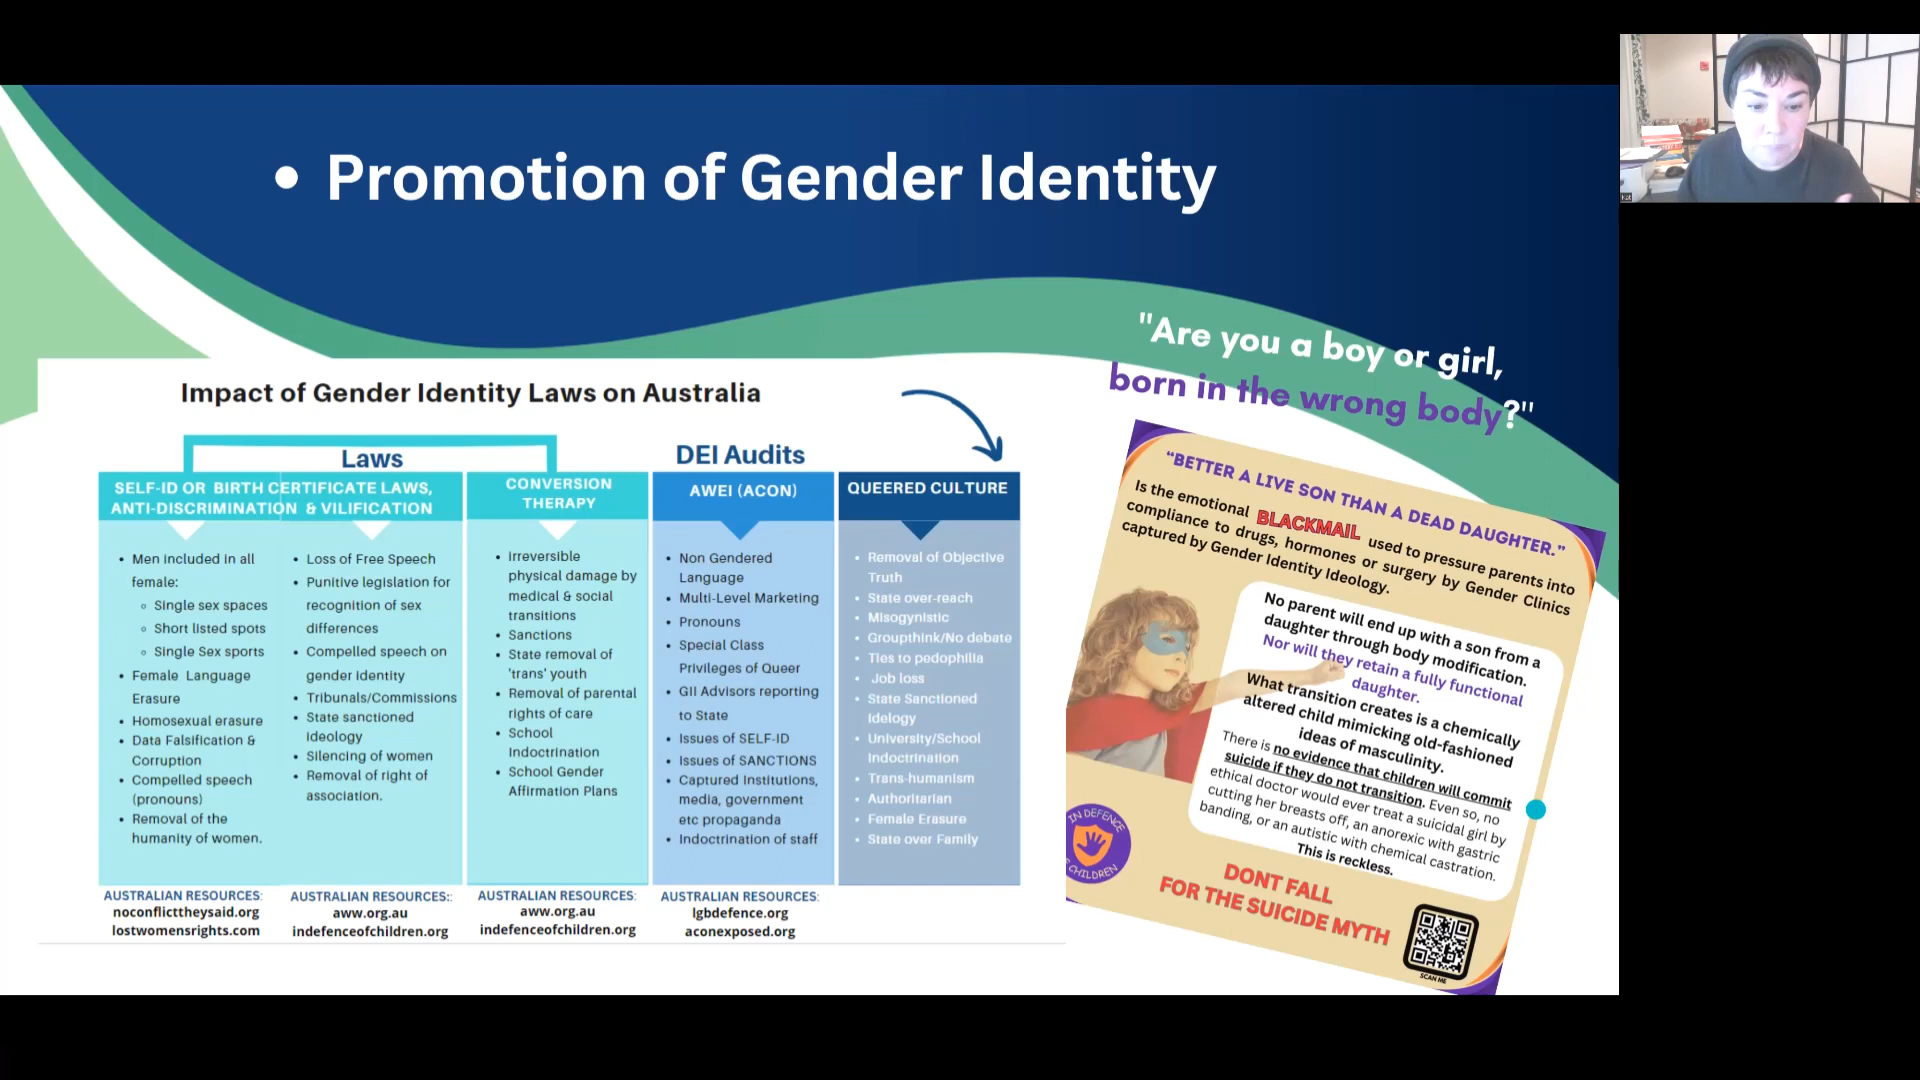 • Promotion of Gender Identity
"Are you a boy or girl,
born in the wrong body?"
Impact of Gender Identity Laws on Australia
Laws
DEI Audits
SELF-ID OR BIRTH CERTIFICATE LAWS,
ANTI-DISCRIMINATION & VILIFICATION
• Men included in all
female:
◦ Single sex spaces
◦ Short listed spots
◦ Single Sex sports
• Female Language
Erasure
• Homosexual erasure
• Data Falsification &
Corruption
• Compelled speech
(pronouns)
• Removal of the
humanity of women.
• Loss of Free Speech
• Punitive legislation for
recognition of sex
differences
• Compelled speech on
gender identity
• Tribunals/Commissions
• State sanctioned
ideology
• Silencing of women
• Removal of right of
association.
CONVERSION
THERAPY
• Irreversible
physical damage by
medical & social
transitions
• Sanctions
• State removal of
'trans' youth
• Removal of parental
rights of care
• School
Indoctrination
• School Gender
Affirmation Plans
AWEI (ACON)
• Non Gendered
Language
• Multi-Level Marketing
• Pronouns
• Special Class
Privileges of Queer
• GII Advisors reporting
to State
• Issues of SELF-ID
• Issues of SANCTIONS
• Captured Institutions,
media, government
etc propaganda
• Indoctrination of staff
QUEERED CULTURE
• Removal of Objective
Truth
• State over-reach
• Misogynistic
• Groupthink/No debate
• Ties to pedophilia
• Job loss
• State Sanctioned
Idelogy
• University/School
Indoctrination
• Trans-humanism
• Authoritarian
• Female Erasure
• State over Family
AUSTRALIAN RESOURCES:
noconflicttheysaid.org
lostwomensrights.com
AUSTRALIAN RESOURCES::
aww.org.au
indefenceofchildren.org
AUSTRALIAN RESOURCES:
aww.org.au
indefenceofchildren.org
AUSTRALIAN RESOURCES:
lgbdefence.org
aconexposed.org
“BETTER A LIVE SON THAN A DEAD DAUGHTER.”
Is the emotional BLACKMAIL used to pressure parents into
compliance to drugs, hormones or surgery by Gender Clinics
captured by Gender Identity Ideology.
No parent will end up with a son from a
daughter through body modification.
Nor will they retain a fully functional
daughter.
What transition creates is a chemically
altered child mimicking old-fashioned
ideas of masculinity.
There is no evidence that children will commit
suicide if they do not transition. Even so, no
ethical doctor would ever treat a suicidal girl by
cutting her breasts off, an anorexic with gastric
banding, or an autistic with chemical castration.
This is reckless.
IN DEFENCE
CHILDREN
DONT FALL
FOR THE SUICIDE MYTH
SCAN ME